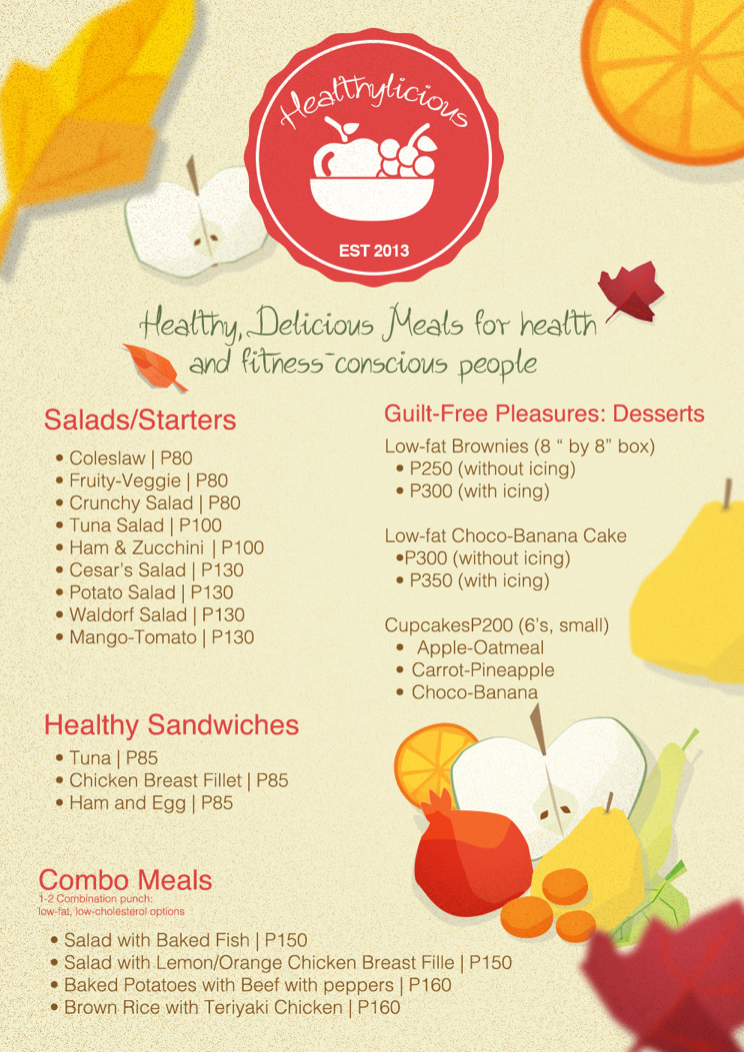 Healthylicious
EST 2013
Healthy, Delicious Meals for health
and fitness-conscious people
Salads/Starters
• Coleslaw | P80
• Fruity-Veggie | P80
• Crunchy Salad | P80
• Tuna Salad | P100
• Ham & Zucchini | P100
• Cesar's Salad | P130
• Potato Salad | P130
• Waldorf Salad | P130
• Mango-Tomato | P130
Healthy Sandwiches
• Tuna | P85
• Chicken Breast Fillet | P85
• Ham and Egg | P85
Guilt-Free Pleasures: Desserts
Low-fat Brownies (8 “ by 8” box)
• P250 (without icing)
• P300 (with icing)
Low-fat Choco-Banana Cake
•P300 (without icing)
• P350 (with icing)
CupcakesP200 (6's, small)
• Apple-Oatmeal
• Carrot-Pineapple
• Choco-Banana
Combo Meals
1-2 Combination punch:
low-fat, low-cholesterol options
• Salad with Baked Fish | P150
• Salad with Lemon/Orange Chicken Breast Fille | P150
• Baked Potatoes with Beef with peppers | P160
• Brown Rice with Teriyaki Chicken | P160